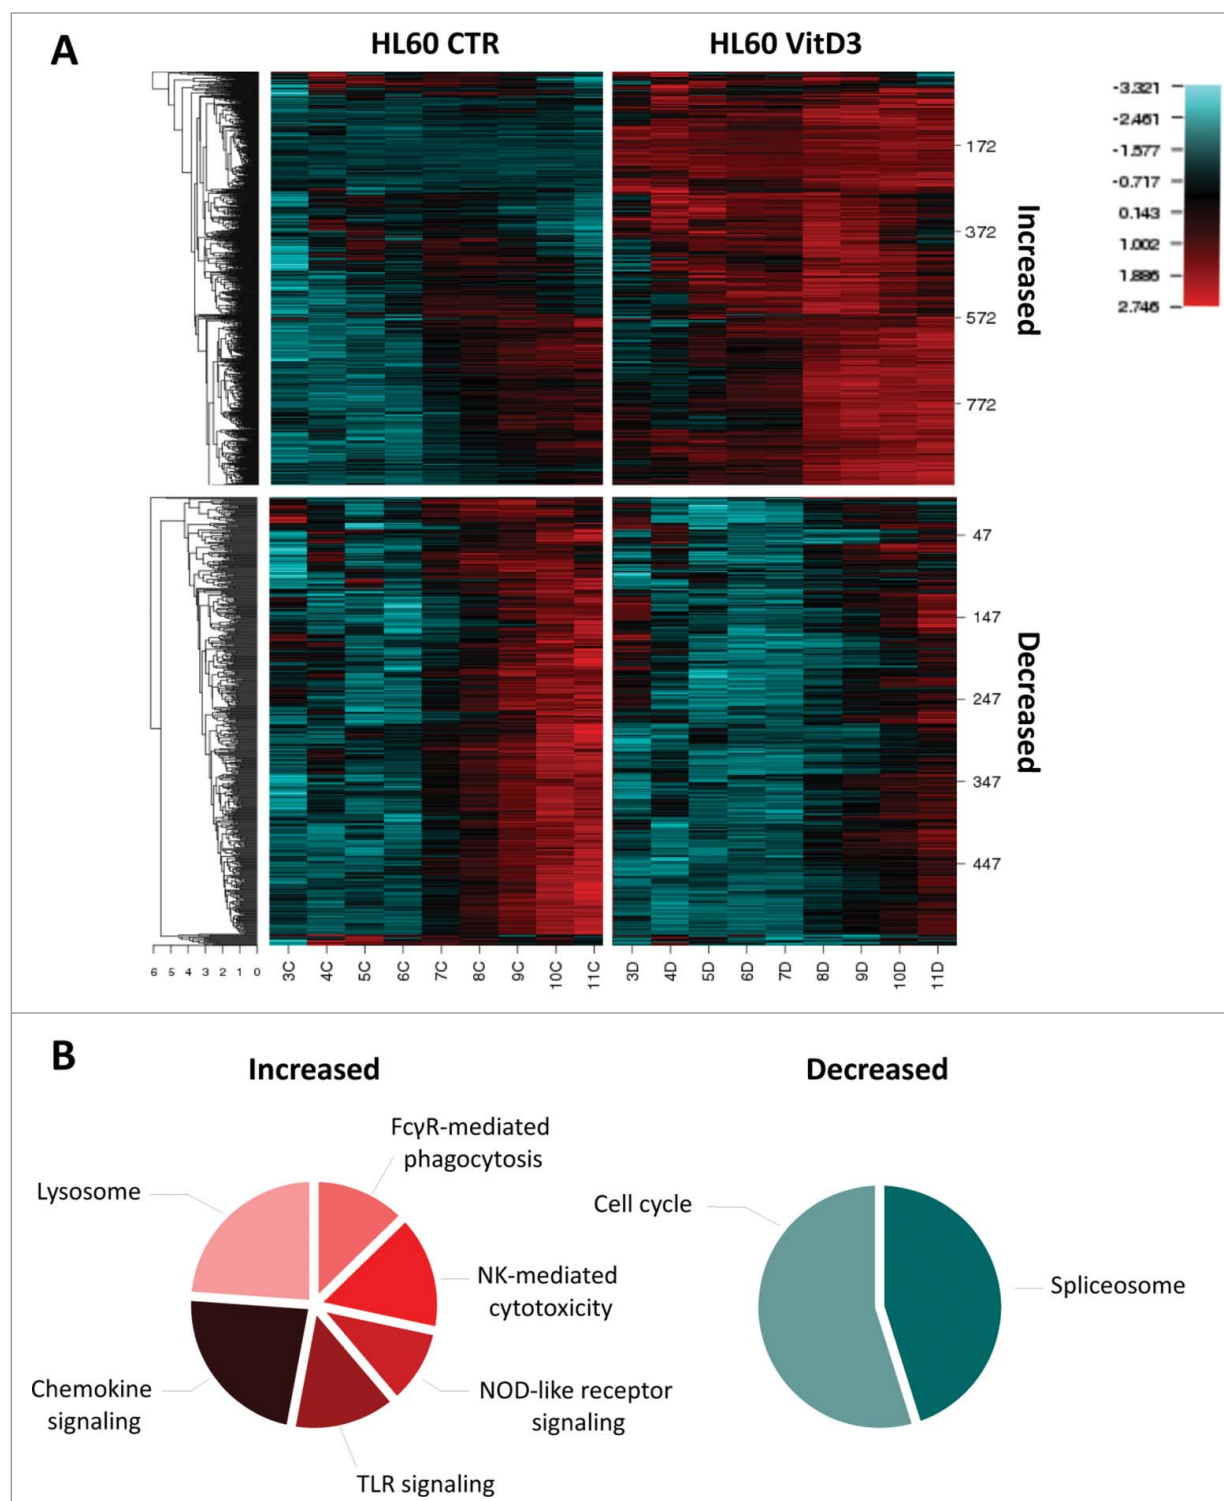 A
HL60 CTR
HL60 VitD3
-3.321
-2.461
-1.577
-0.717
0.143
1.002
1.886
2.746
172
372
572
772
Increased
47
147
247
347
447
Decreased
6 5 4 3 2 1 0
3C 4C 5C 6C 7C 8C 9C 10C 11C
3D 4D 5D 6D 7D 8D 9D 10D 11D
B
Increased
Decreased
FcγR-mediated
phagocytosis
Lysosome
NK-mediated
cytotoxicity
Chemokine
signaling
NOD-like receptor
signaling
TLR signaling
Cell cycle
Spliceosome